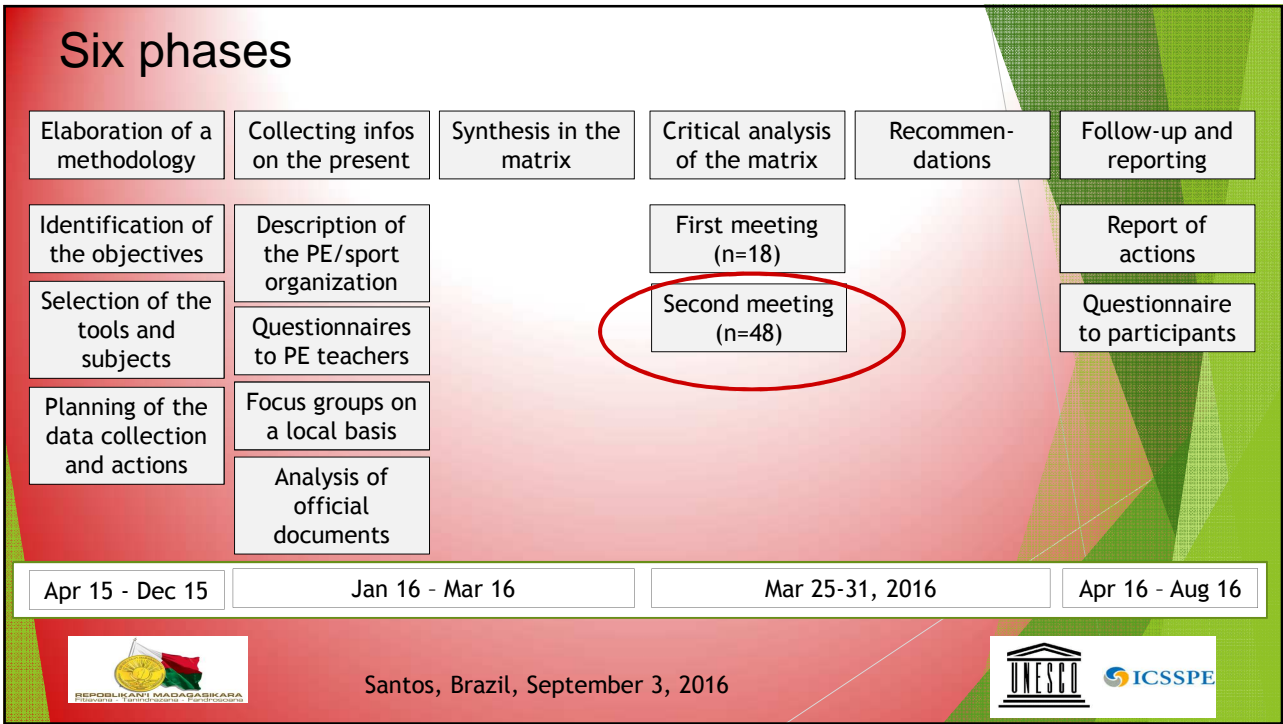 Six phases
Elaboration of a
methodology
Collecting infos
on the present
Synthesis in the
matrix
Critical analysis
of the matrix
Recommen-
dations
Follow-up and
reporting
Identification of
the objectives
Selection of the
tools and
subjects
Planning of the
data collection
and actions
Description of
the PE/sport
organization
Questionnaires
to PE teachers
Focus groups on
a local basis
Analysis of
official
documents
First meeting
(n=18)
Second meeting
(n=48)
Report of
actions
Questionnaire
to participants
Apr 15 - Dec 15
Jan 16 – Mar 16
Mar 25-31, 2016
Apr 16 – Aug 16
REPOBLIKAN'I MADAGASIKARA
Fitiavana - Tanindrazana - Fandrosoana
Santos, Brazil, September 3, 2016
UNESCO
ICSSPE